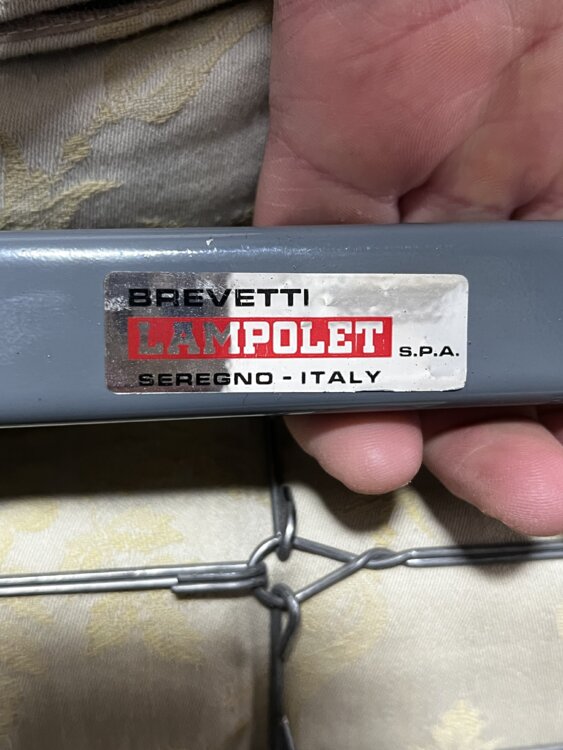 BREVETTI
LAMPOLET S.P.A.
SEREGNO - ITALY